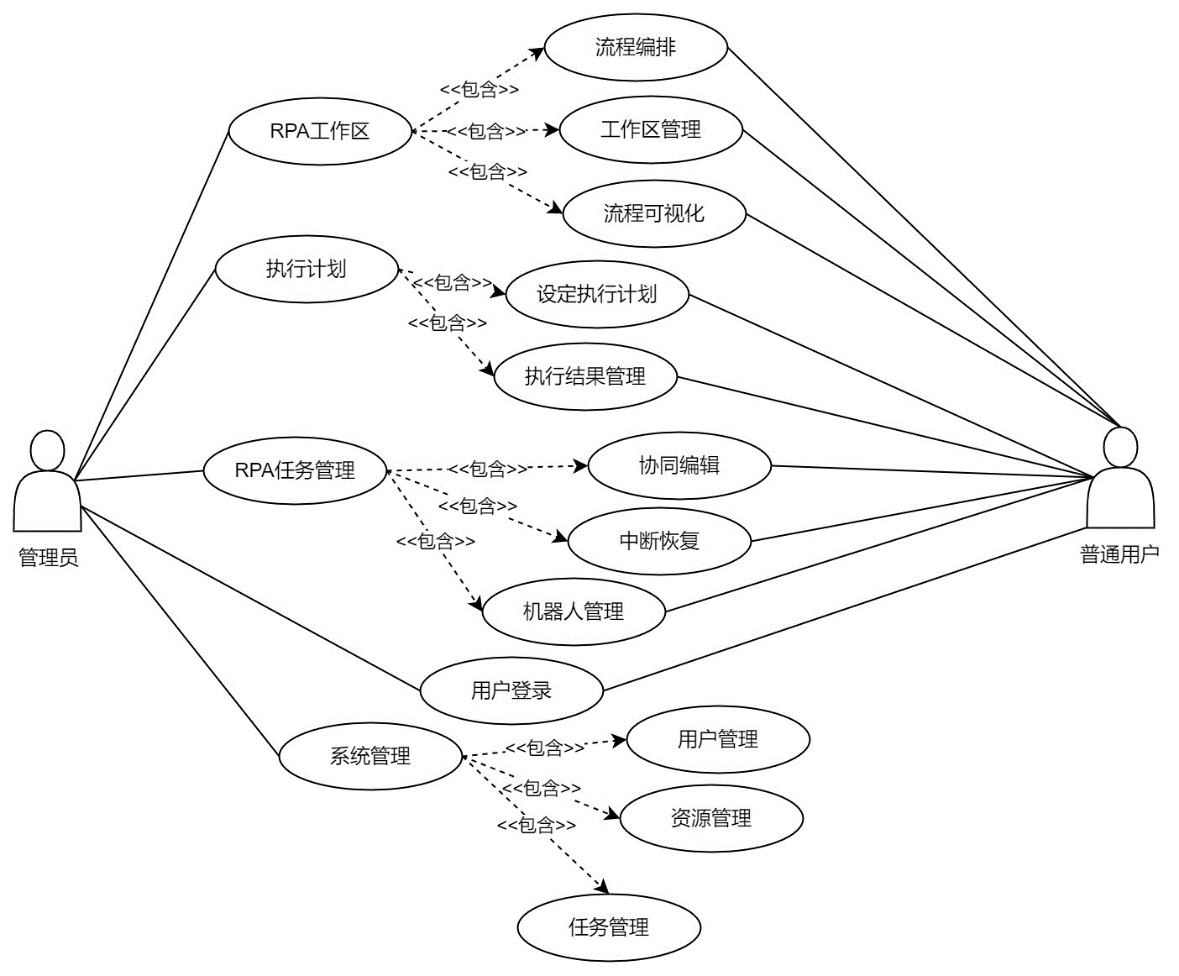 流程编排
<<包含>>
RPA工作区
<<包含>>
工作区管理
<<包含>>
流程可视化
执行计划
<<包含>>
设定执行计划
<<包含>>
执行结果管理
RPA任务管理
<<包含>>
协同编辑
<<包含>>
中断恢复
<<包含>>
机器人管理
管理员
普通用户
用户登录
系统管理
<<包含>>
用户管理
<<包含>>
资源管理
<<包含>>
任务管理